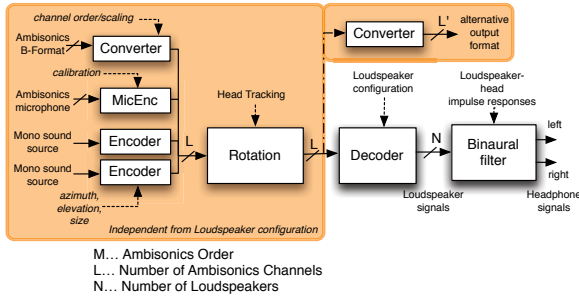 channel order/scaling
Ambisonics
B-Format
Converter
calibration
Ambisonics
microphone
MicEnc
Mono sound
source
Encoder
Mono sound
source
Encoder
azimuth,
elevation,
size
L
Head Tracking
Rotation
L
Independent from Loudspeaker configuration
Converter
L'
alternative
output
format
Loudspeaker
configuration
Decoder
N
Loudspeaker
signals
Loudspeaker-
head
impulse responses
Binaural
filter
left
right
Headphone
signals
M... Ambisonics Order
L... Number of Ambisonics Channels
N... Number of Loudspeakers